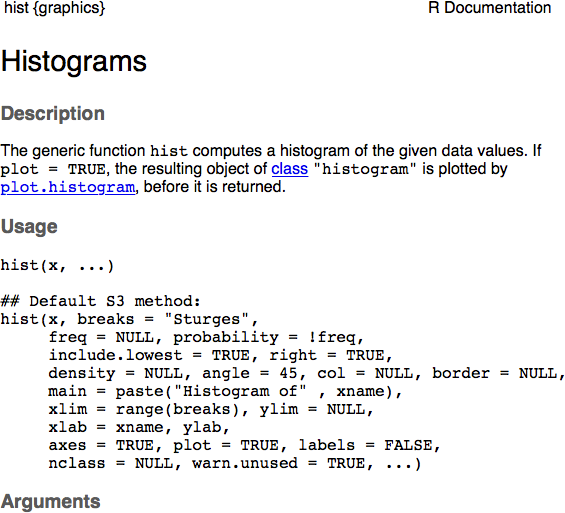 hist {graphics} R Documentation
Histograms
Description
The generic function hist computes a histogram of the given data values. If
plot = TRUE, the resulting object of class "histogram" is plotted by
plot.histogram, before it is returned.
Usage
hist(x, ...)
## Default S3 method:
hist(x, breaks = "Sturges",
     freq = NULL, probability = !freq,
     include.lowest = TRUE, right = TRUE,
     density = NULL, angle = 45, col = NULL, border = NULL,
     main = paste("Histogram of" , xname),
     xlim = range(breaks), ylim = NULL,
     xlab = xname, ylab,
     axes = TRUE, plot = TRUE, labels = FALSE,
     nclass = NULL, warn.unused = TRUE, ...)
Arguments